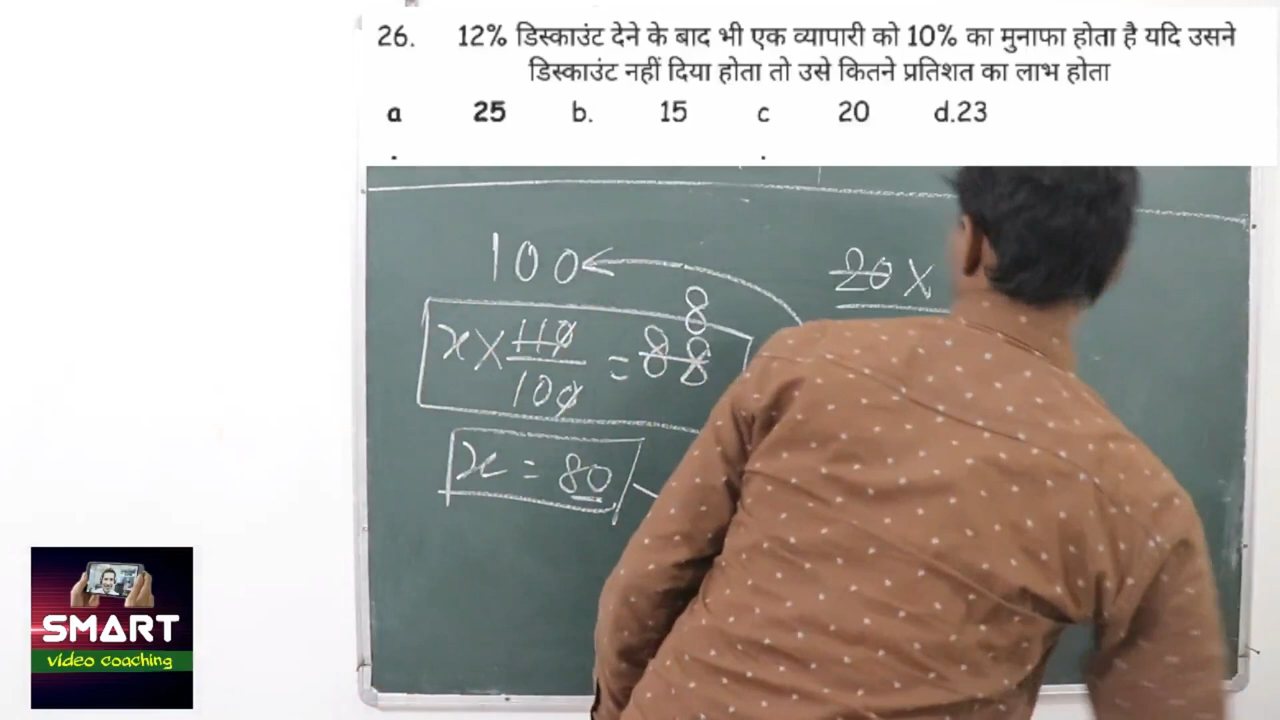 26. 12% डिस्काउंट देने के बाद भी एक व्यापारी को 10% का मुनाफा होता है यदि उसने
डिस्काउंट नहीं दिया होता तो उसे कितने प्रतिशत का लाभ होता
a 25 b. 15 c 20 d.23
. .
100
20 X
8
x X 110/100 = 88
x = 80
SMART
video coaching